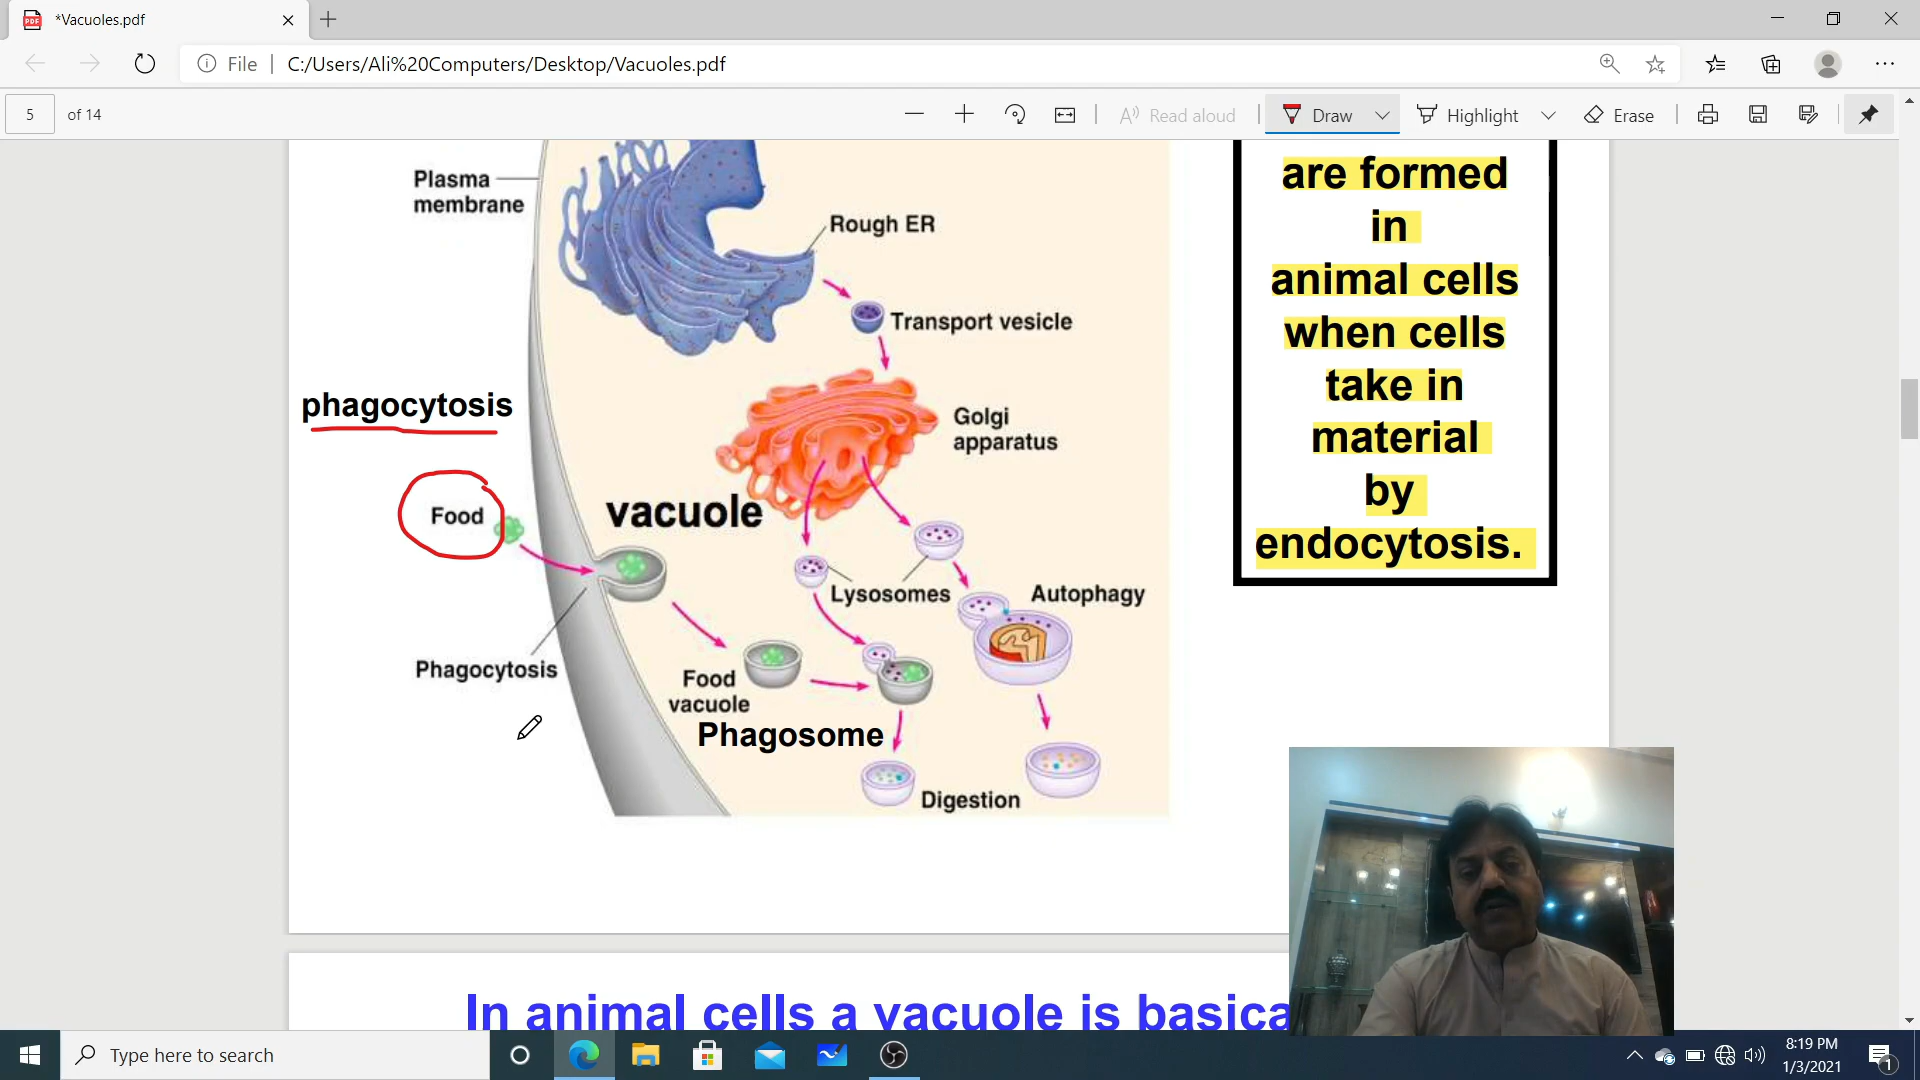 *Vacuoles.pdf
File
C:/Users/Ali%20Computers/Desktop/Vacuoles.pdf
5 of 14
Read aloud
Draw
Highlight
Erase
Plasma
membrane
Rough ER
Transport vesicle
phagocytosis
Golgi
apparatus
Food
vacuole
Lysosomes
Autophagy
Phagocytosis
Food
vacuole
Phagosome
Digestion
are formed
in
animal cells
when cells
take in
material
by
endocytosis.
In animal cells a vacuole is basica
Type here to search
8:19 PM
1/3/2021
1